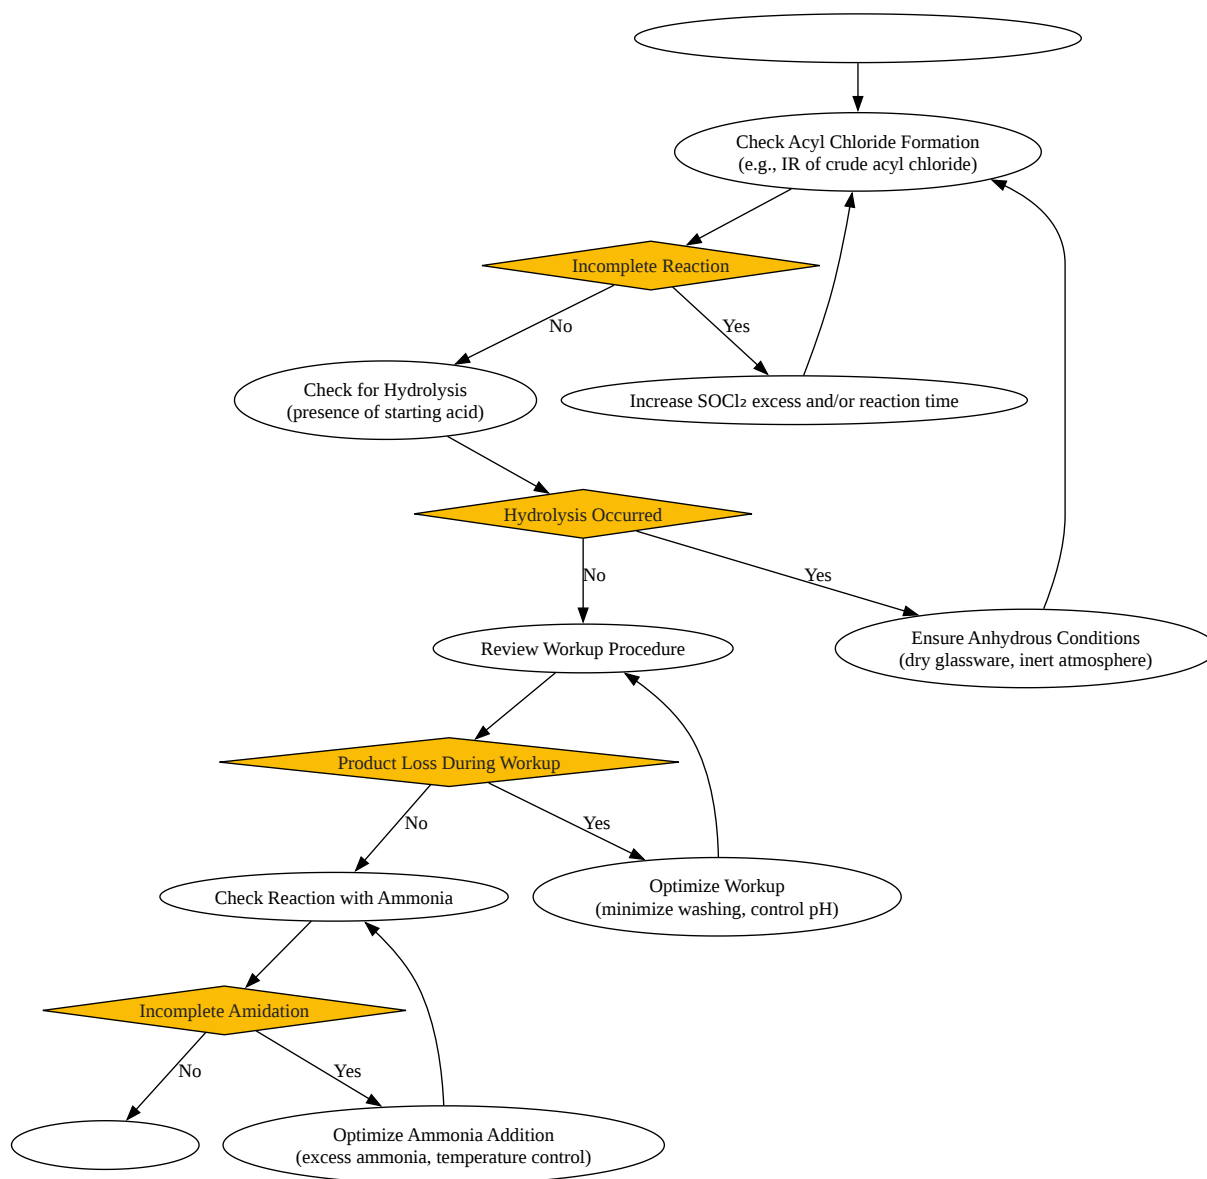 Check Acyl Chloride Formation
(e.g., IR of crude acyl chloride)
Incomplete Reaction
No
Yes
Check for Hydrolysis
(presence of starting acid)
Increase SOCl₂ excess and/or reaction time
Hydrolysis Occurred
No
Yes
Ensure Anhydrous Conditions
(dry glassware, inert atmosphere)
Review Workup Procedure
Product Loss During Workup
No
Yes
Optimize Workup
(minimize washing, control pH)
Check Reaction with Ammonia
Incomplete Amidation
No
Yes
Optimize Ammonia Addition
(excess ammonia, temperature control)